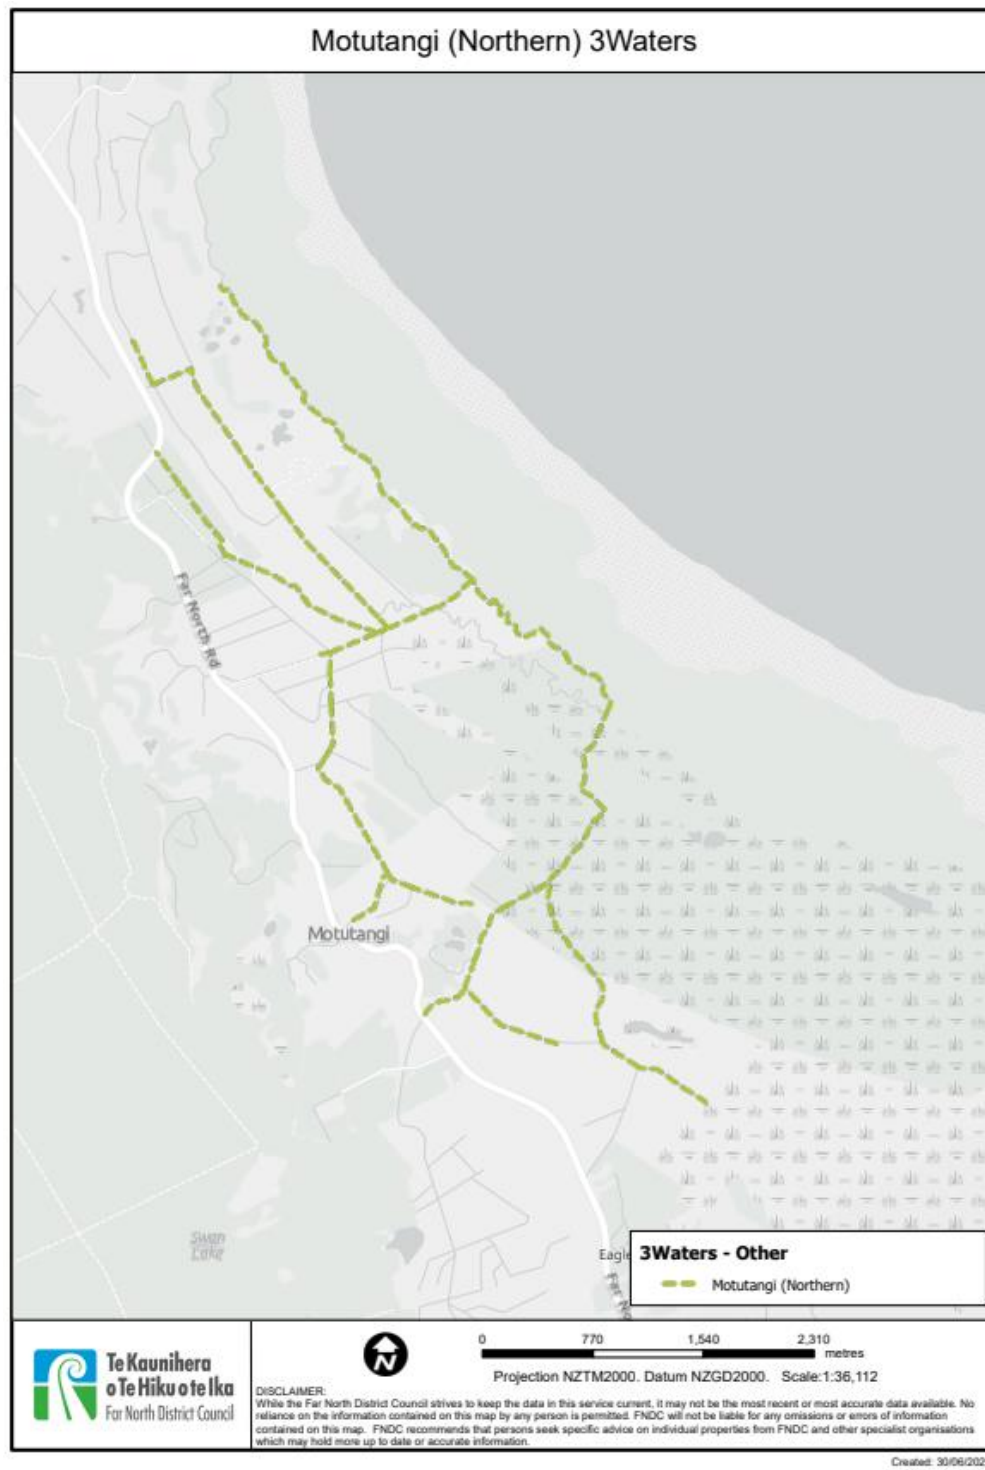 Motutangi (Northern) 3Waters
Far North Rd
Motutangi
Swan
Lake
Eagle
3Waters - Other
Motutangi (Northern)
Te Kaunihera
o Te Hiku o te Ika
Far North District Council
N
0 770 1,540 2,310
metres
Projection NZTM2000. Datum NZGD2000. Scale:1:36,112
DISCLAIMER:
While the Far North District Council strives to keep the data in this service current, it may not be the most recent or most accurate data available. No
reliance on the information contained on this map by any person is permitted. FNDC will not be liable for any omissions or errors of information
contained on this map. FNDC recommends that persons seek specific advice on individual properties from FNDC and other specialist organisations
which may hold more up to date or accurate information.
Created: 30/06/202